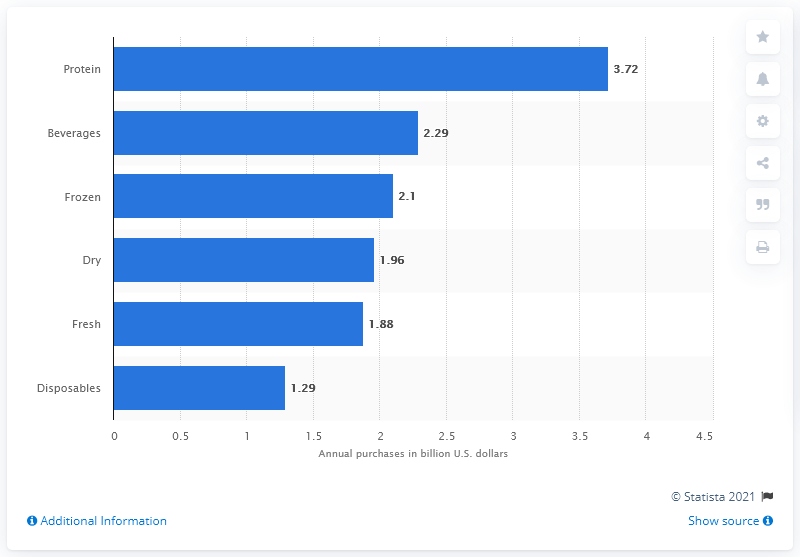 Protein 3.72
Beverages 2.29
Frozen 2.1
Dry 1.96
Fresh 1.88
Disposables 1.29
0 0.5 1 1.5 2 2.5 3 3.5 4 4.5
Annual purchases in billion U.S. dollars
© Statista 2021
Additional Information Show source